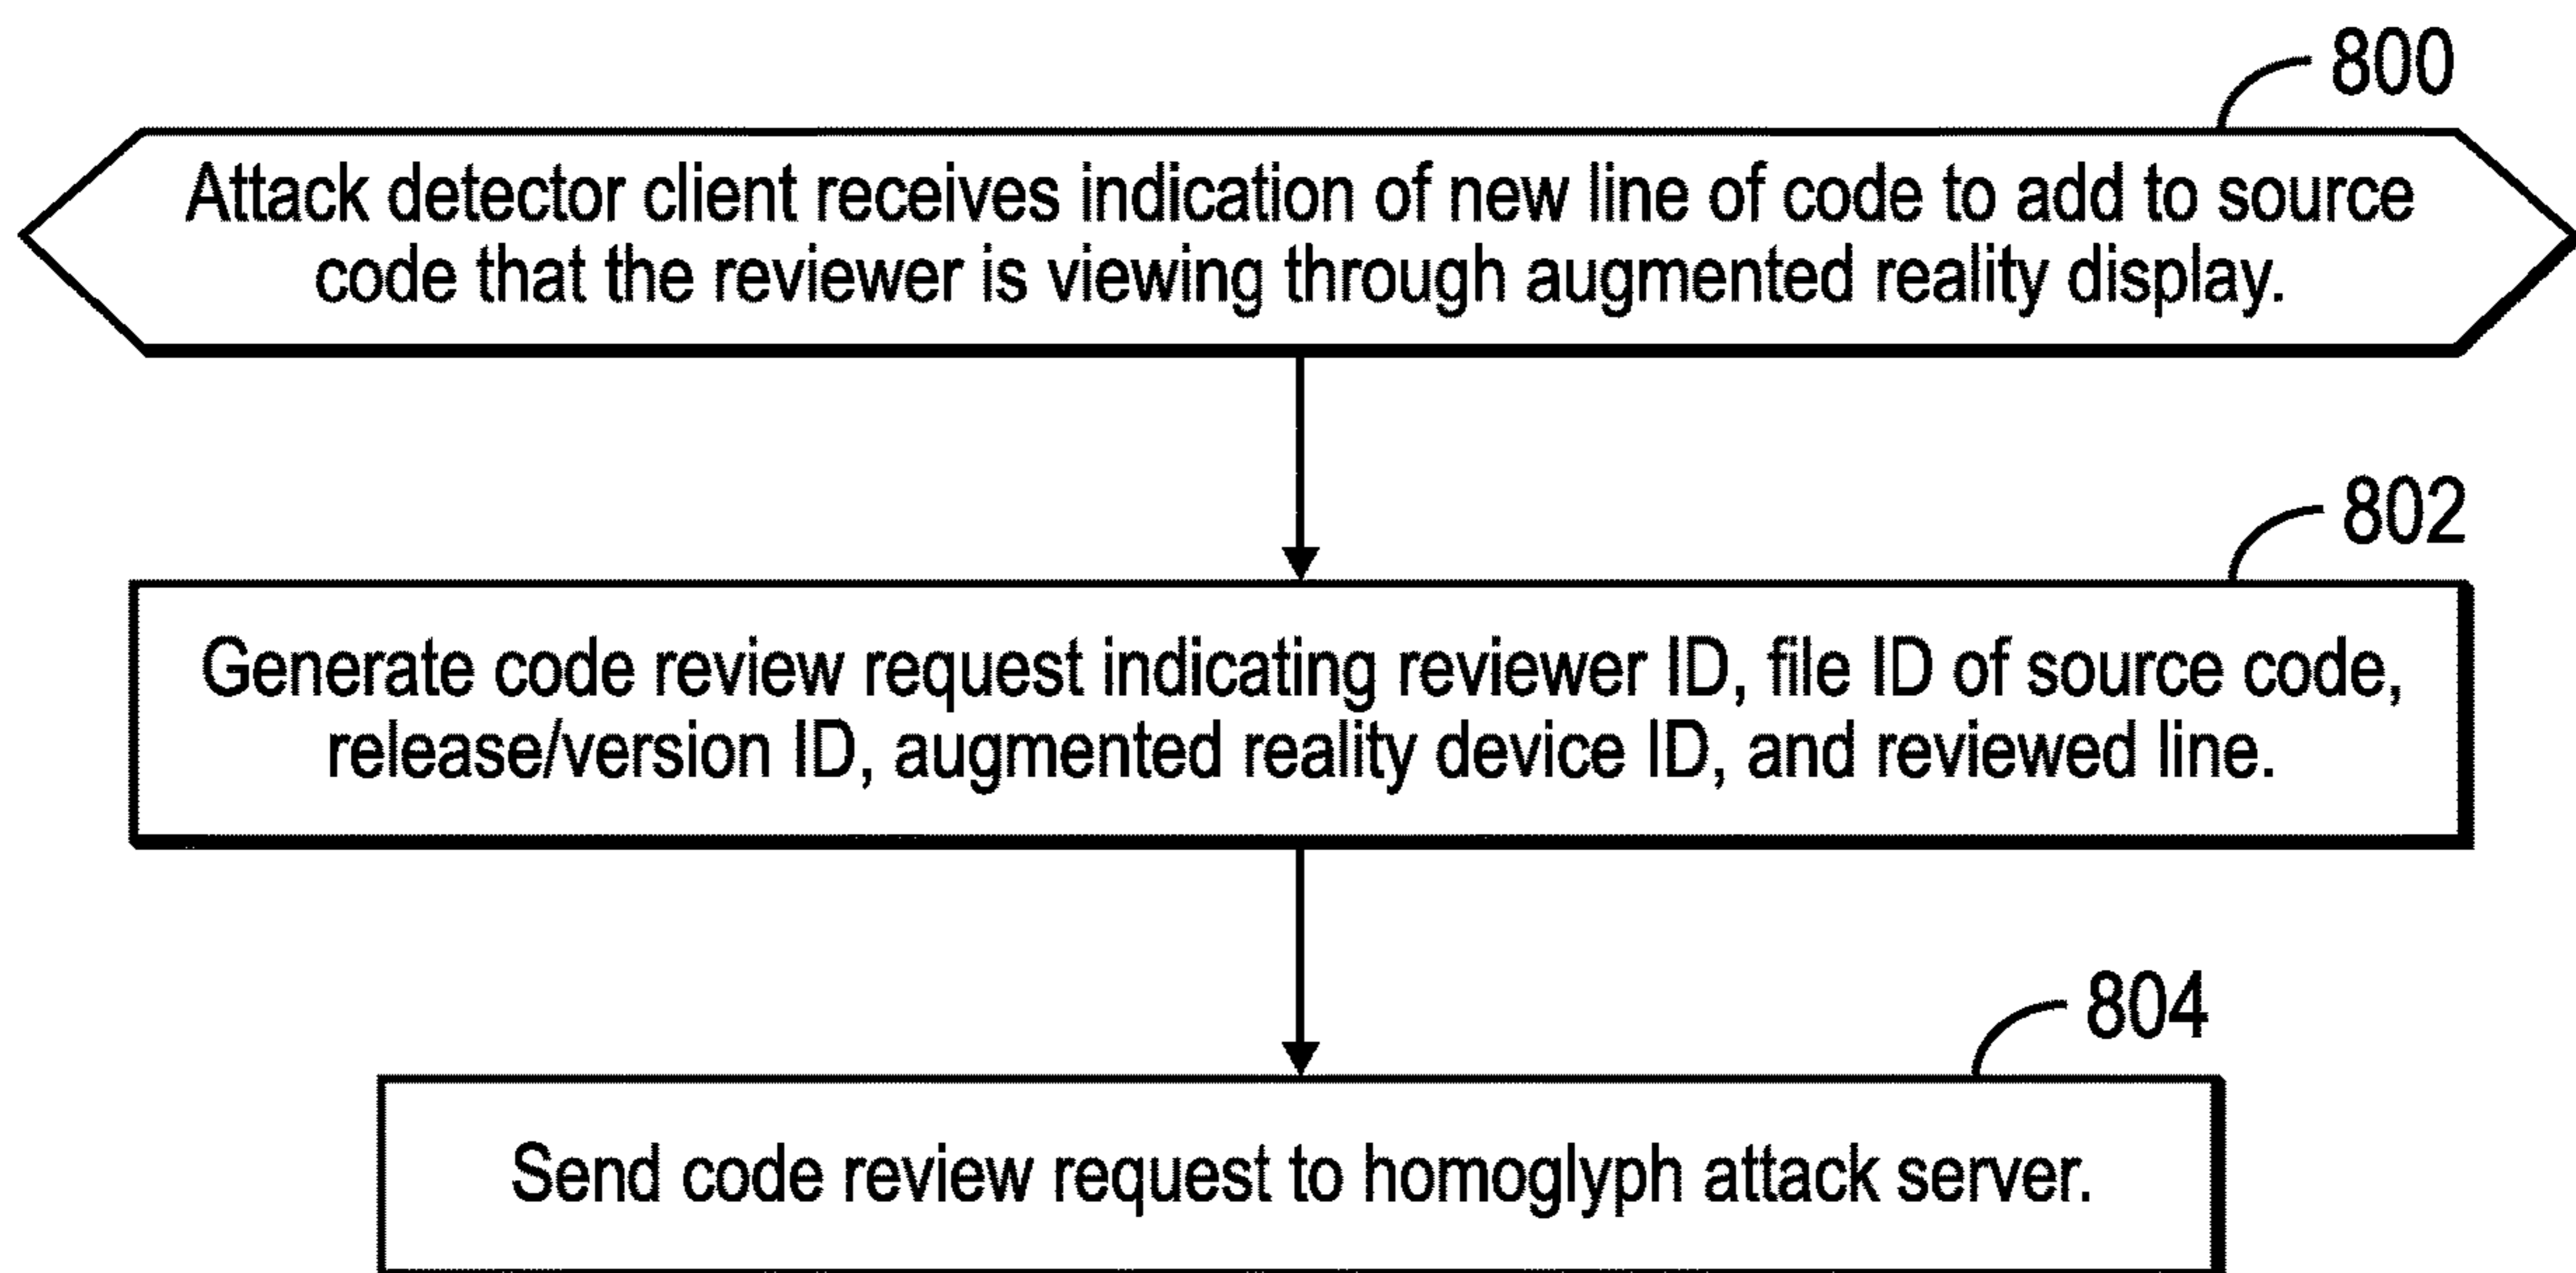 800
Attack detector client receives indication of new line of code to add to source
code that the reviewer is viewing through augmented reality display.
802
Generate code review request indicating reviewer ID, file ID of source code,
release/version ID, augmented reality device ID, and reviewed line.
804
Send code review request to homoglyph attack server.